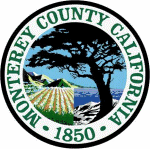 MONTEREY COUNTY CALIFORNIA
• 1850 •